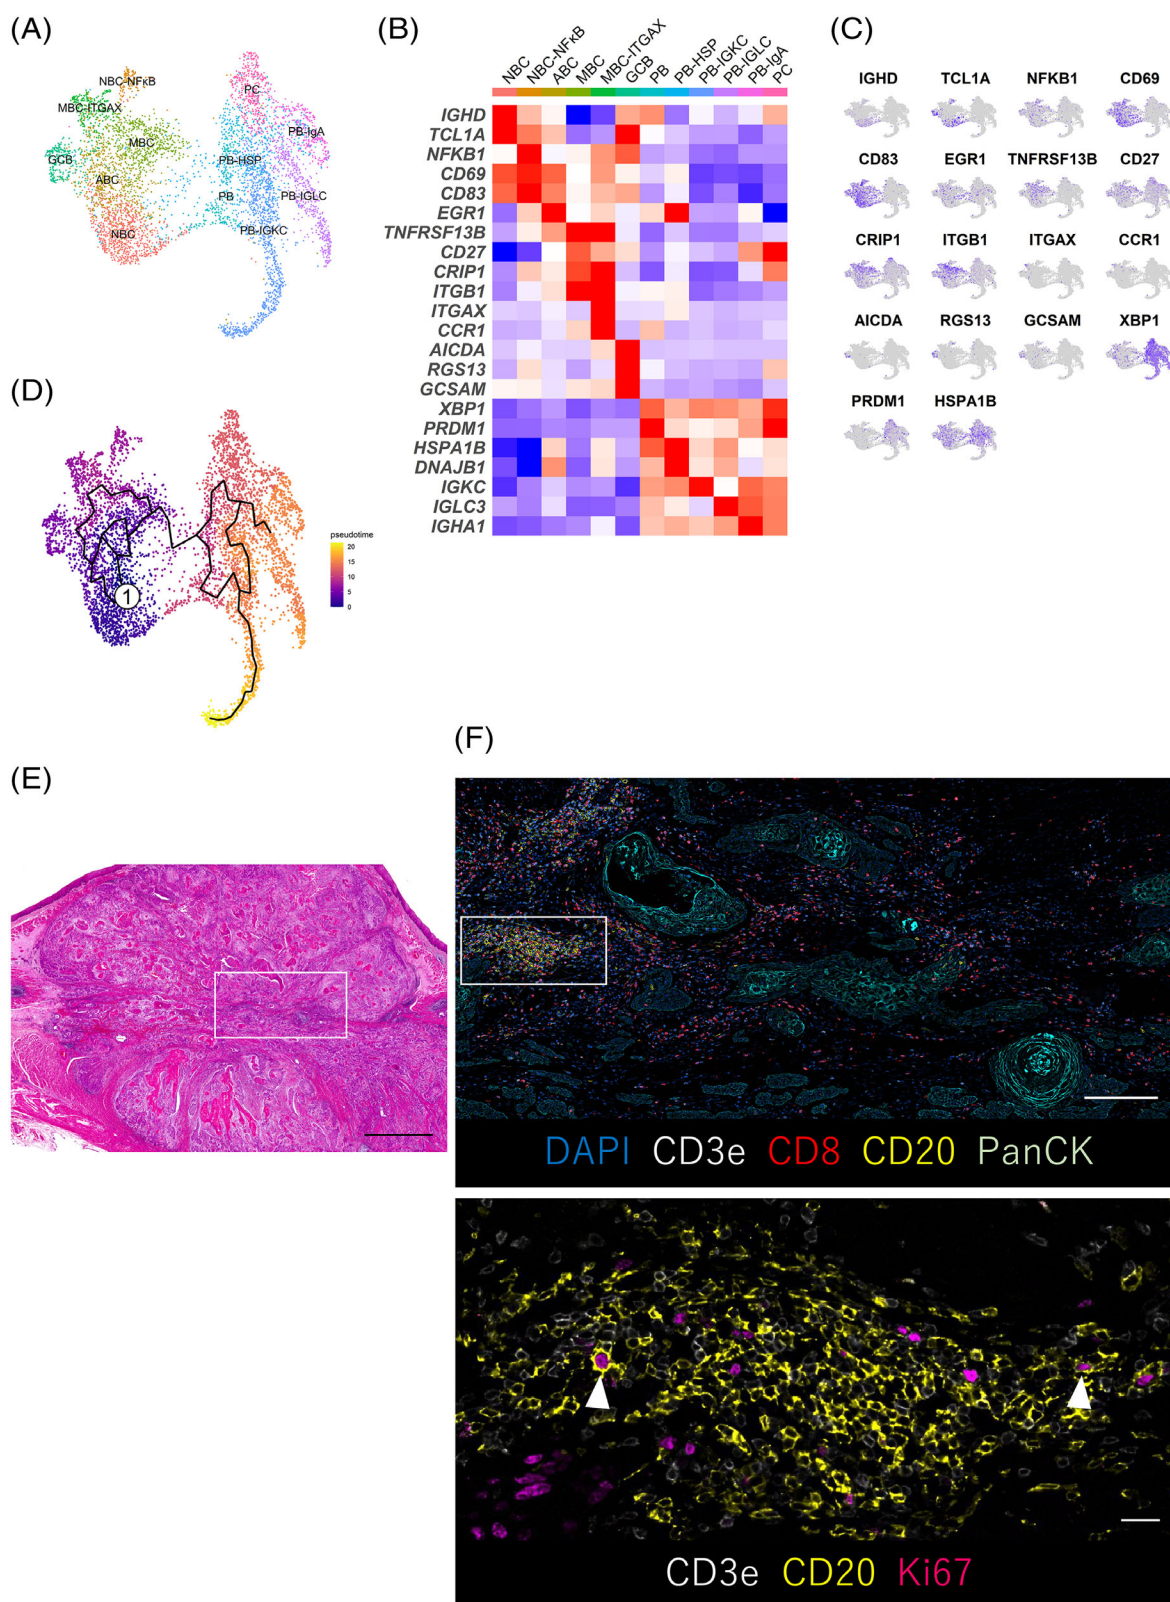 (A)
NBC-NFκB
MBC-ITGAX
MBC
GCB
ABC
NBC
PC
PB-IgA
PB-HSP
PB
PB-IGLC
PB-IGKC
(B)
NBC
NBC-NFκB
ABC
MBC
MBC-ITGAX
GCB
PB
PB-HSP
PB-IGKC
PB-IGLC
PB-IgA
PC
IGHD
TCL1A
NFKB1
CD69
CD83
EGR1
TNFRSF13B
CD27
CRIP1
ITGB1
ITGAX
CCR1
AICDA
RGS13
GCSAM
XBP1
PRDM1
HSPA1B
DNAJB1
IGKC
IGLC3
IGHA1
(C)
IGHD TCL1A NFKB1 CD69
CD83 EGR1 TNFRSF13B CD27
CRIP1 ITGB1 ITGAX CCR1
AICDA RGS13 GCSAM XBP1
PRDM1 HSPA1B
(D)
1
pseudotime
20
15
10
5
0
(E)
(F)
DAPI CD3e CD8 CD20 PanCK
CD3e CD20 Ki67